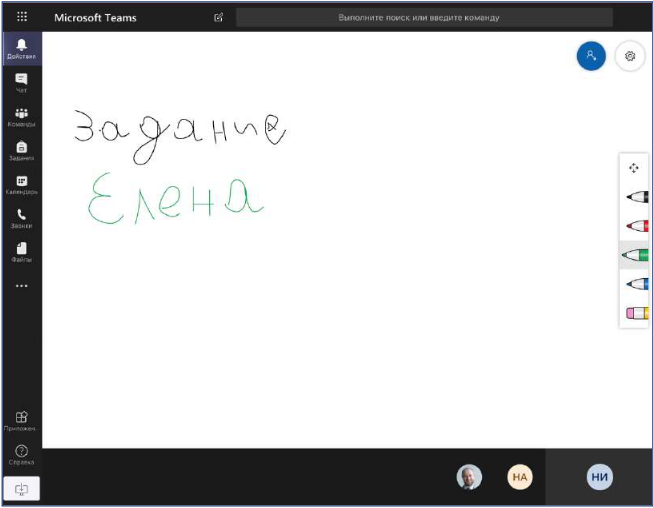 Microsoft Teams
Выполните поиск или введите команду
Действия
Чат
Команды
Задания
Календарь
Звонки
Файлы
Задание
Елена
Приложен.
Справка
НА
НИ